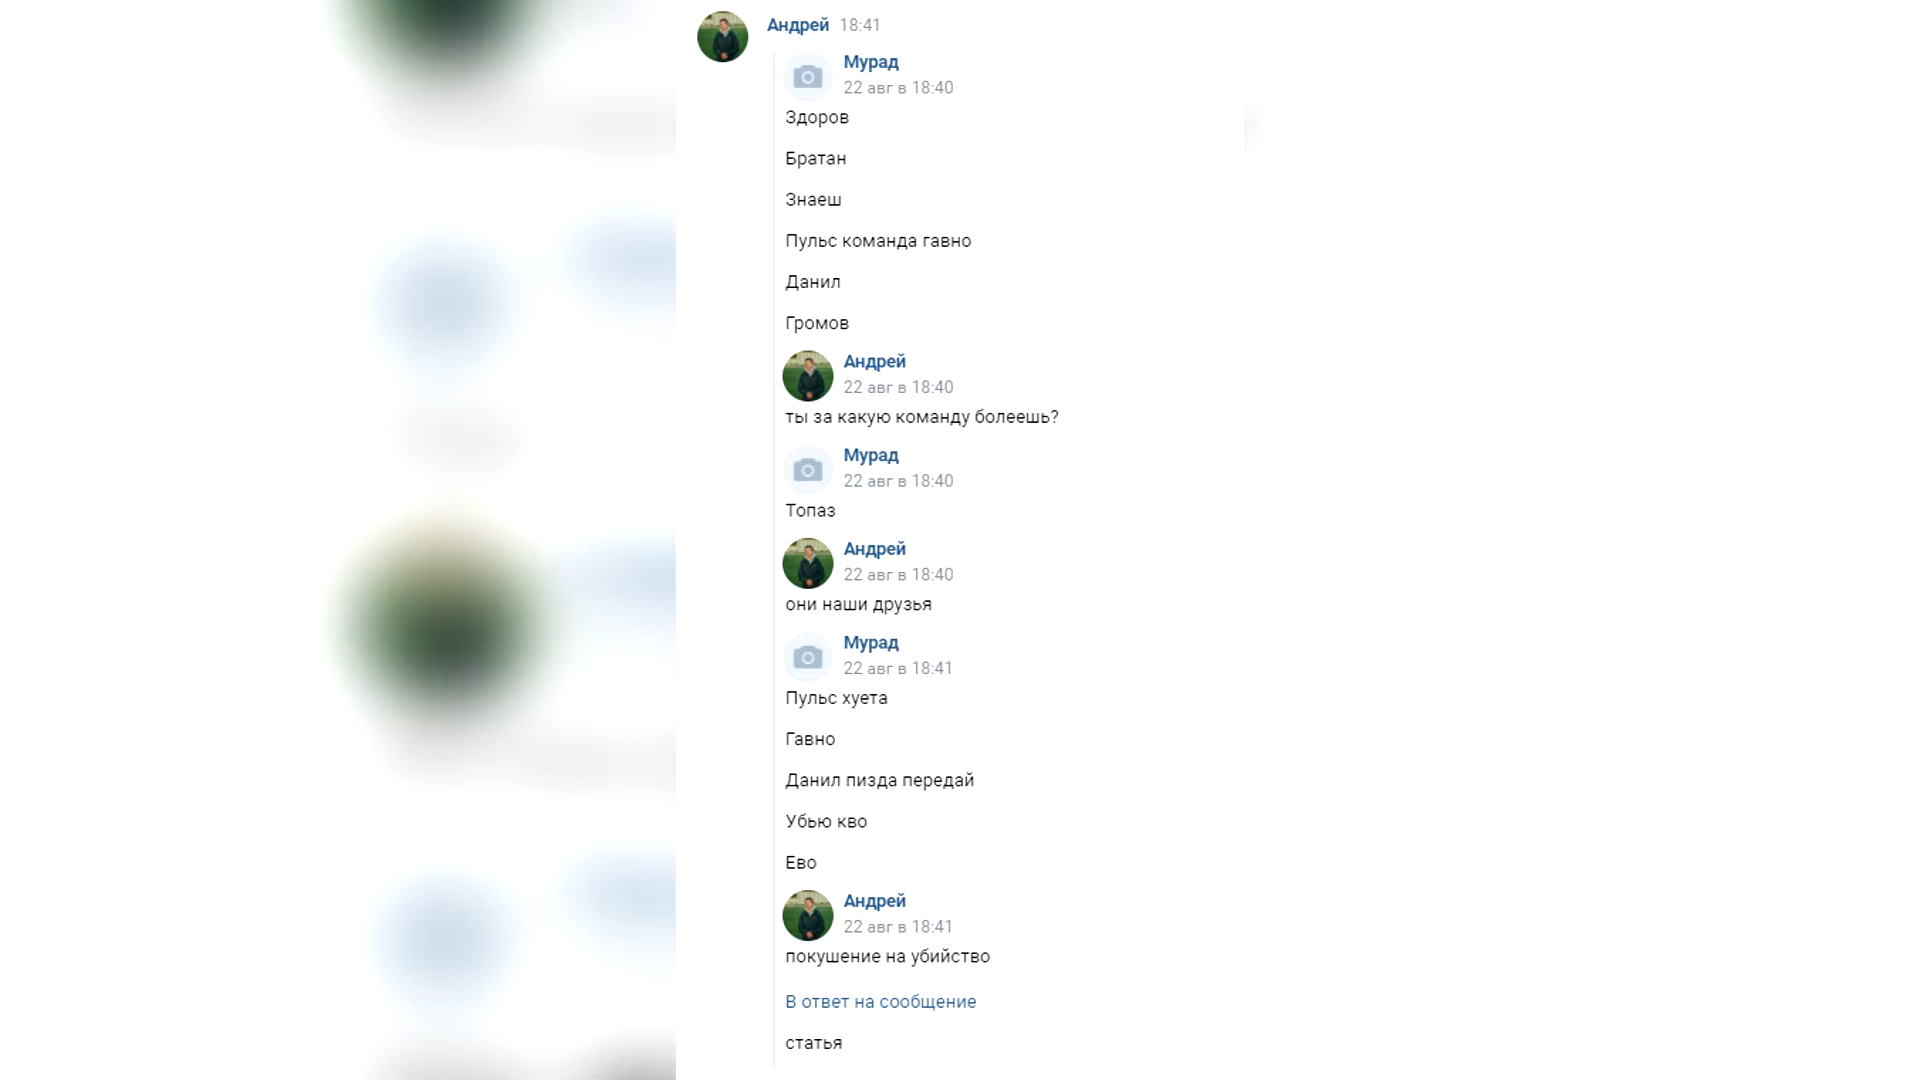 Андрей 18:41
Мурад
22 авг в 18:40
Здоров
Братан
Знаеш
Пульс команда гавно
Данил
Громов
Андрей
22 авг в 18:40
ты за какую команду болеешь?
Мурад
22 авг в 18:40
Топаз
Андрей
22 авг в 18:40
они наши друзья
Мурад
22 авг в 18:41
Пульс хуета
Гавно
Данил пизда передай
Убью кво
Ево
Андрей
22 авг в 18:41
покушение на убийство
В ответ на сообщение
статья